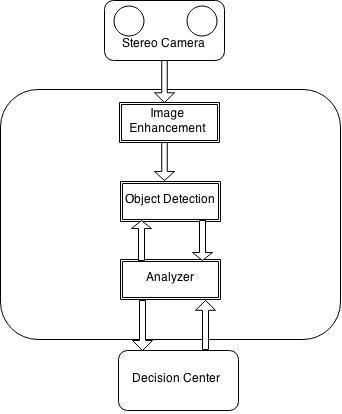 Stereo Camera
Image
Enhancement
Object Detection
Analyzer
Decision Center